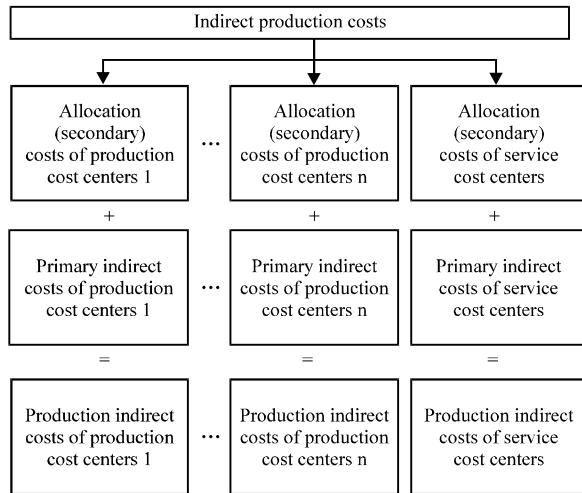 Indirect production costs
Allocation
(secondary)
costs of production
cost centers 1
...
Allocation
(secondary)
costs of production
cost centers n
Allocation
(secondary)
costs of service
cost centers
+
+
+
Primary indirect
costs of production
cost centers 1
...
Primary indirect
costs of production
cost centers n
Primary indirect
costs of service
cost centers
=
=
=
Production indirect
costs of production
cost centers 1
...
Production indirect
costs of production
cost centers n
Production indirect
costs of service
cost centers